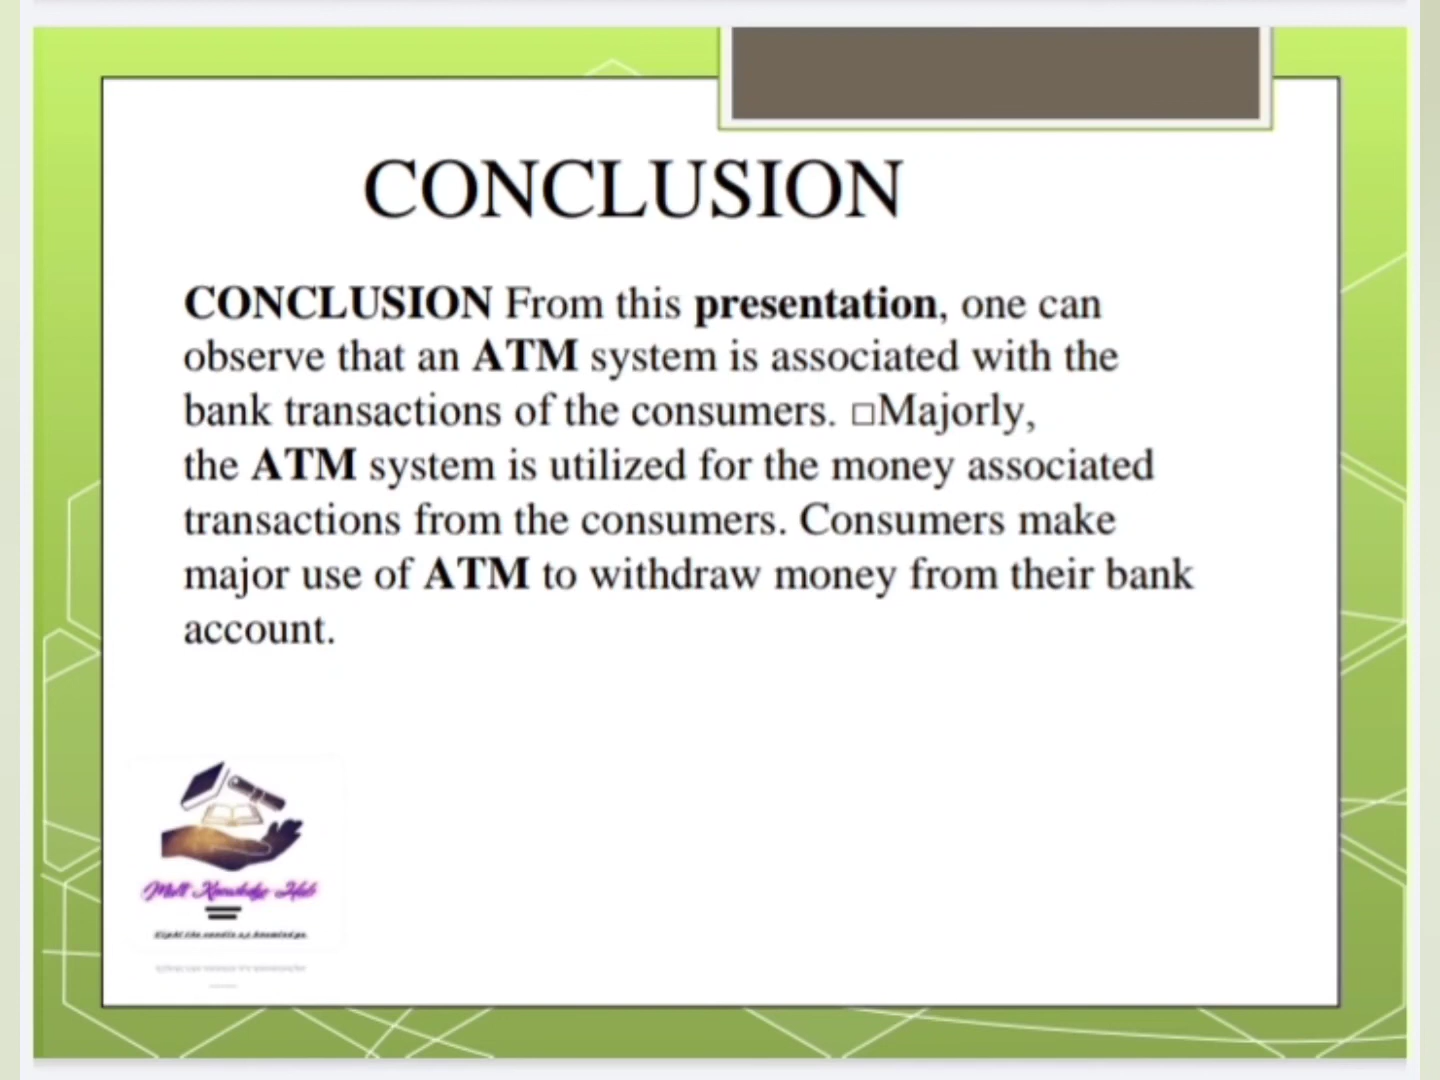 CONCLUSION
CONCLUSION From this presentation, one can
observe that an ATM system is associated with the
bank transactions of the consumers. □Majorly,
the ATM system is utilized for the money associated
transactions from the consumers. Consumers make
major use of ATM to withdraw money from their bank
account.
Knowledge Hub